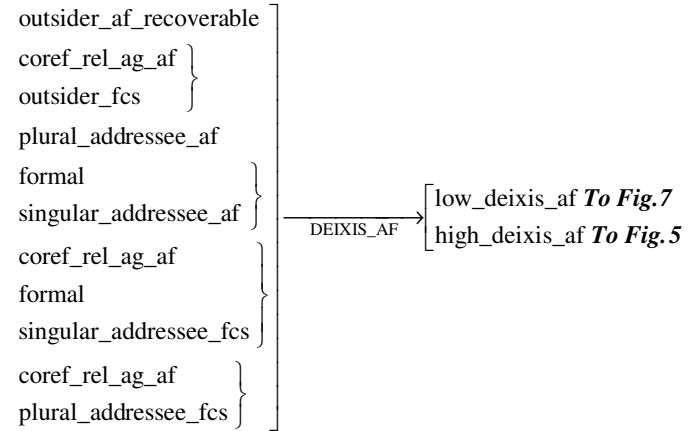 outsider_af_recoverable
coref_rel_ag_af
outsider_fcs
plural_addressee_af
formal
singular_addressee_af
coref_rel_ag_af
formal
singular_addressee_fcs
coref_rel_ag_af
plural_addressee_fcs
DEIXIS_AF
low_deixis_af To Fig.7
high_deixis_af To Fig.5